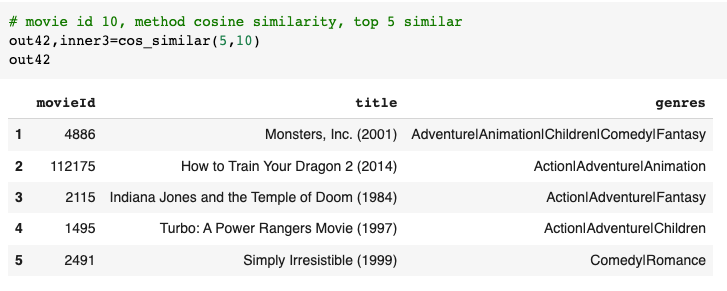 # movie id 10, method cosine similarity, top 5 similar
out42,inner3=cos_similar(5,10)
out42
movieId title genres
1 4886 Monsters, Inc. (2001) Adventure|Animation|Children|Comedy|Fantasy
2 112175 How to Train Your Dragon 2 (2014) Action|Adventure|Animation
3 2115 Indiana Jones and the Temple of Doom (1984) Action|Adventure|Fantasy
4 1495 Turbo: A Power Rangers Movie (1997) Action|Adventure|Children
5 2491 Simply Irresistible (1999) Comedy|Romance